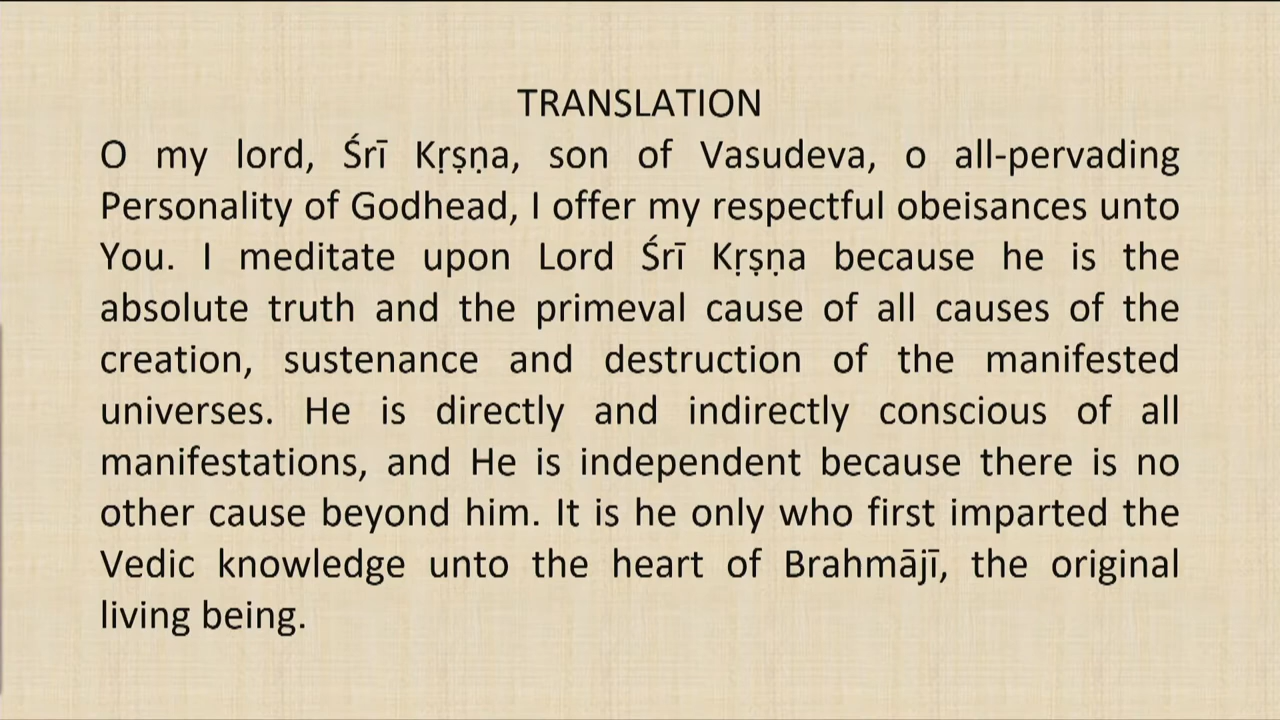 TRANSLATION
O my lord, Śrī Kṛṣṇa, son of Vasudeva, o all-pervading
Personality of Godhead, I offer my respectful obeisances unto
You. I meditate upon Lord Śrī Kṛṣṇa because he is the
absolute truth and the primeval cause of all causes of the
creation, sustenance and destruction of the manifested
universes. He is directly and indirectly conscious of all
manifestations, and He is independent because there is no
other cause beyond him. It is he only who first imparted the
Vedic knowledge unto the heart of Brahmājī, the original
living being.